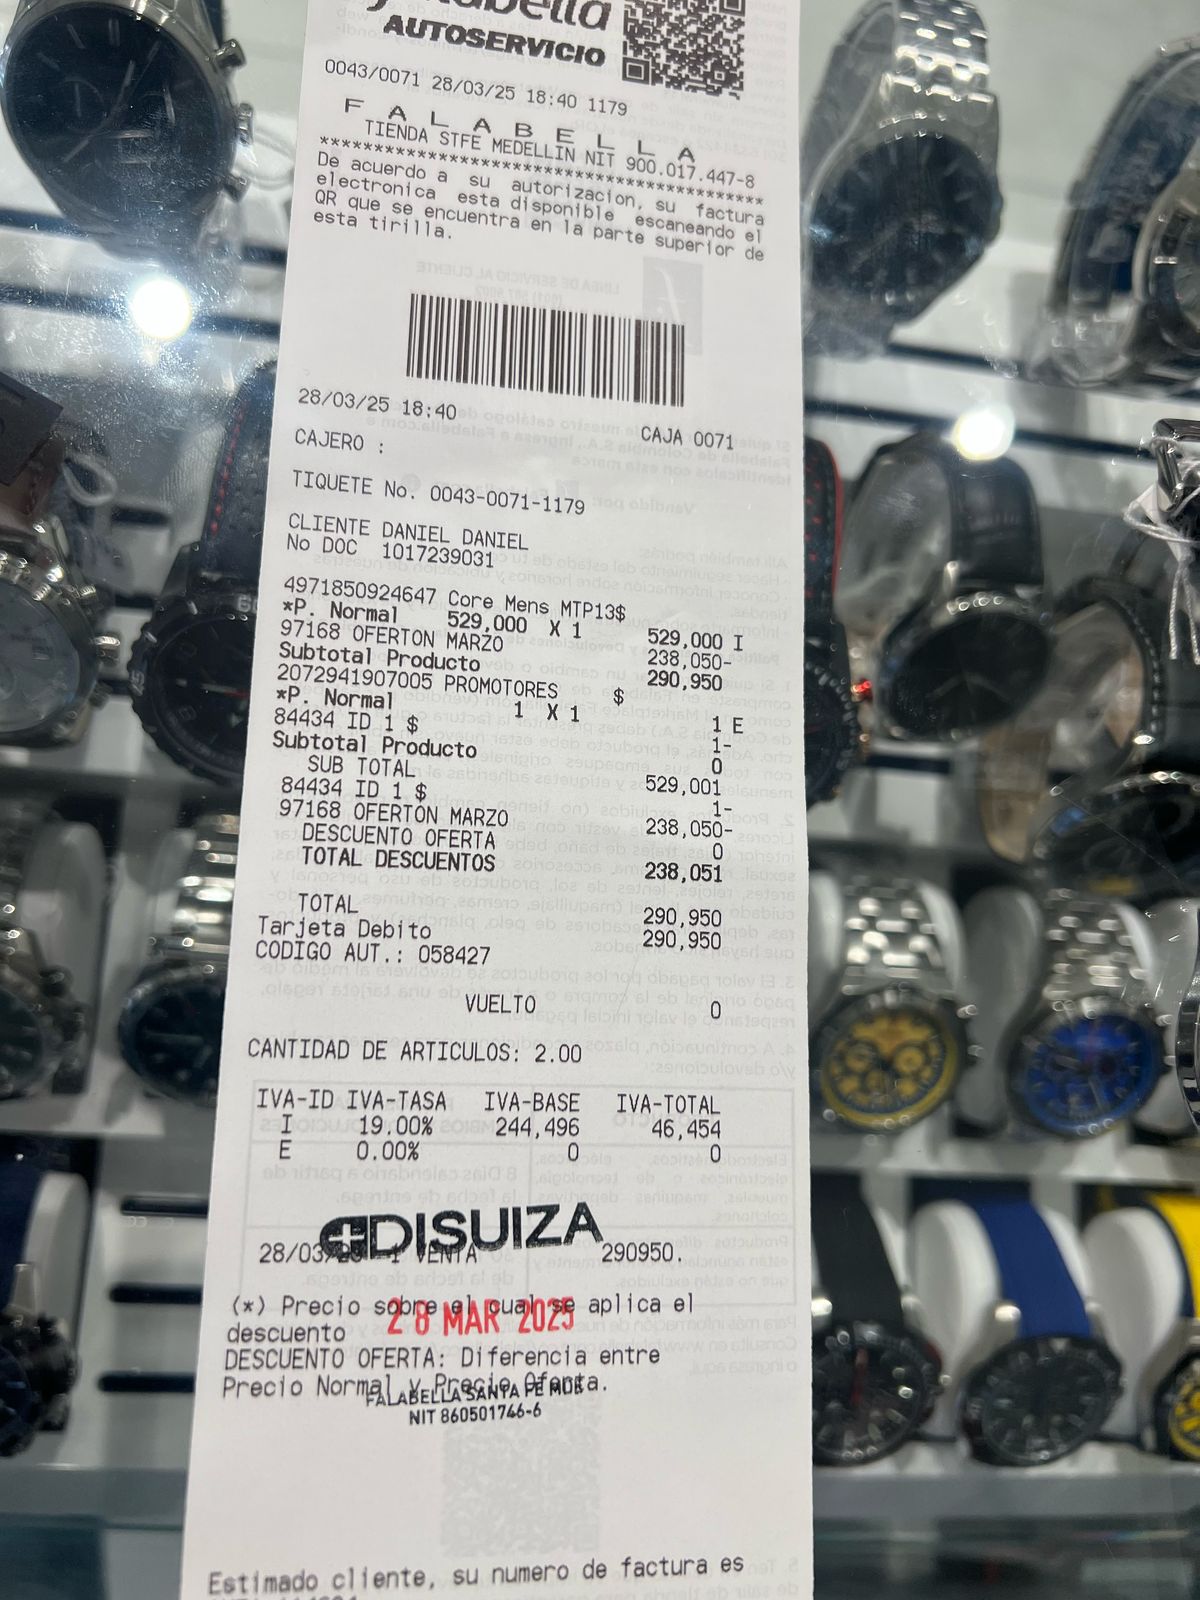 AUTOSERVICIO
0043/0071 28/03/25 18:40 1179
F A L A B E L L A
TIENDA STFE MEDELLIN NIT 900.017.447-8
****************************************
De acuerdo a su autorizacion, su factura
electronica esta disponible escaneando el
QR que se encuentra en la parte superior de
esta tirilla.
28/03/25 18:40
CAJA 0071
CAJERO :
TIQUETE No. 0043-0071-1179
CLIENTE DANIEL DANIEL
No DOC 1017239031
4971850924647 Core Mens MTP13$
*P. Normal 529,000 X 1 529,000 I
97168 OFERTON MARZO 238,050-
Subtotal Producto 290,950
2072941907005 PROMOTORES $
*P. Normal 1 X 1 1 E
84434 ID 1 $ 1-
Subtotal Producto 0
SUB TOTAL 529,001
84434 ID 1 $ 1-
97168 OFERTON MARZO 238,050-
DESCUENTO OFERTA 0
TOTAL DESCUENTOS 238,051
TOTAL 290,950
Tarjeta Debito 290,950
CODIGO AUT.: 058427
VUELTO 0
CANTIDAD DE ARTICULOS: 2.00
IVA-ID IVA-TASA IVA-BASE IVA-TOTAL
I 19.00% 244,496 46,454
E 0.00% 0 0
DISUIZA
28/03/25 1 VENTA 290950.
(*) Precio sobre el cual se aplica el
28 MAR 2025
descuento
DESCUENTO OFERTA: Diferencia entre
Precio Normal y Precio Oferta.
FALABELLA SANTA FE MDE
NIT 860501746-6
Estimado cliente, su numero de factura es